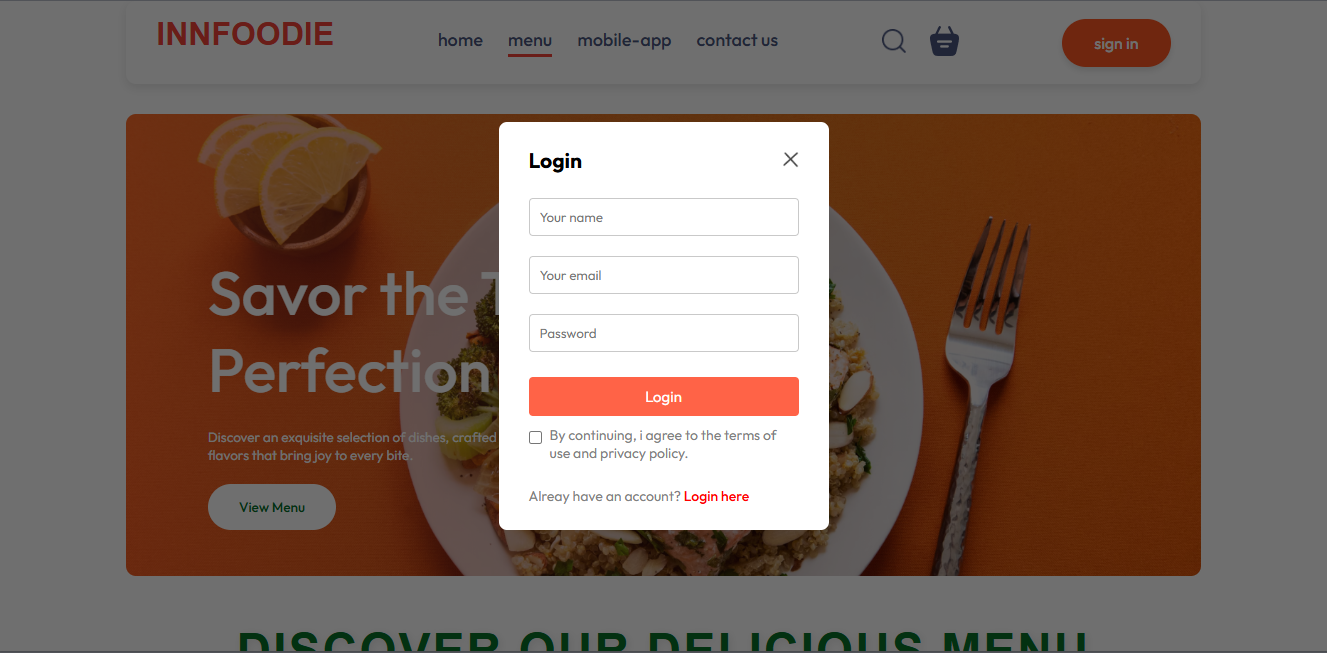 INNFOODIE
home menu mobile-app contact us
sign in
Login
Your name
Your email
Password
Login
By continuing, i agree to the terms of
use and privacy policy.
Alreay have an account? Login here
Savor the
Perfection
Discover an exquisite selection of dishes, crafted
flavors that bring joy to every bite.
View Menu
DISCOVER OUR DELICIOUS MENU